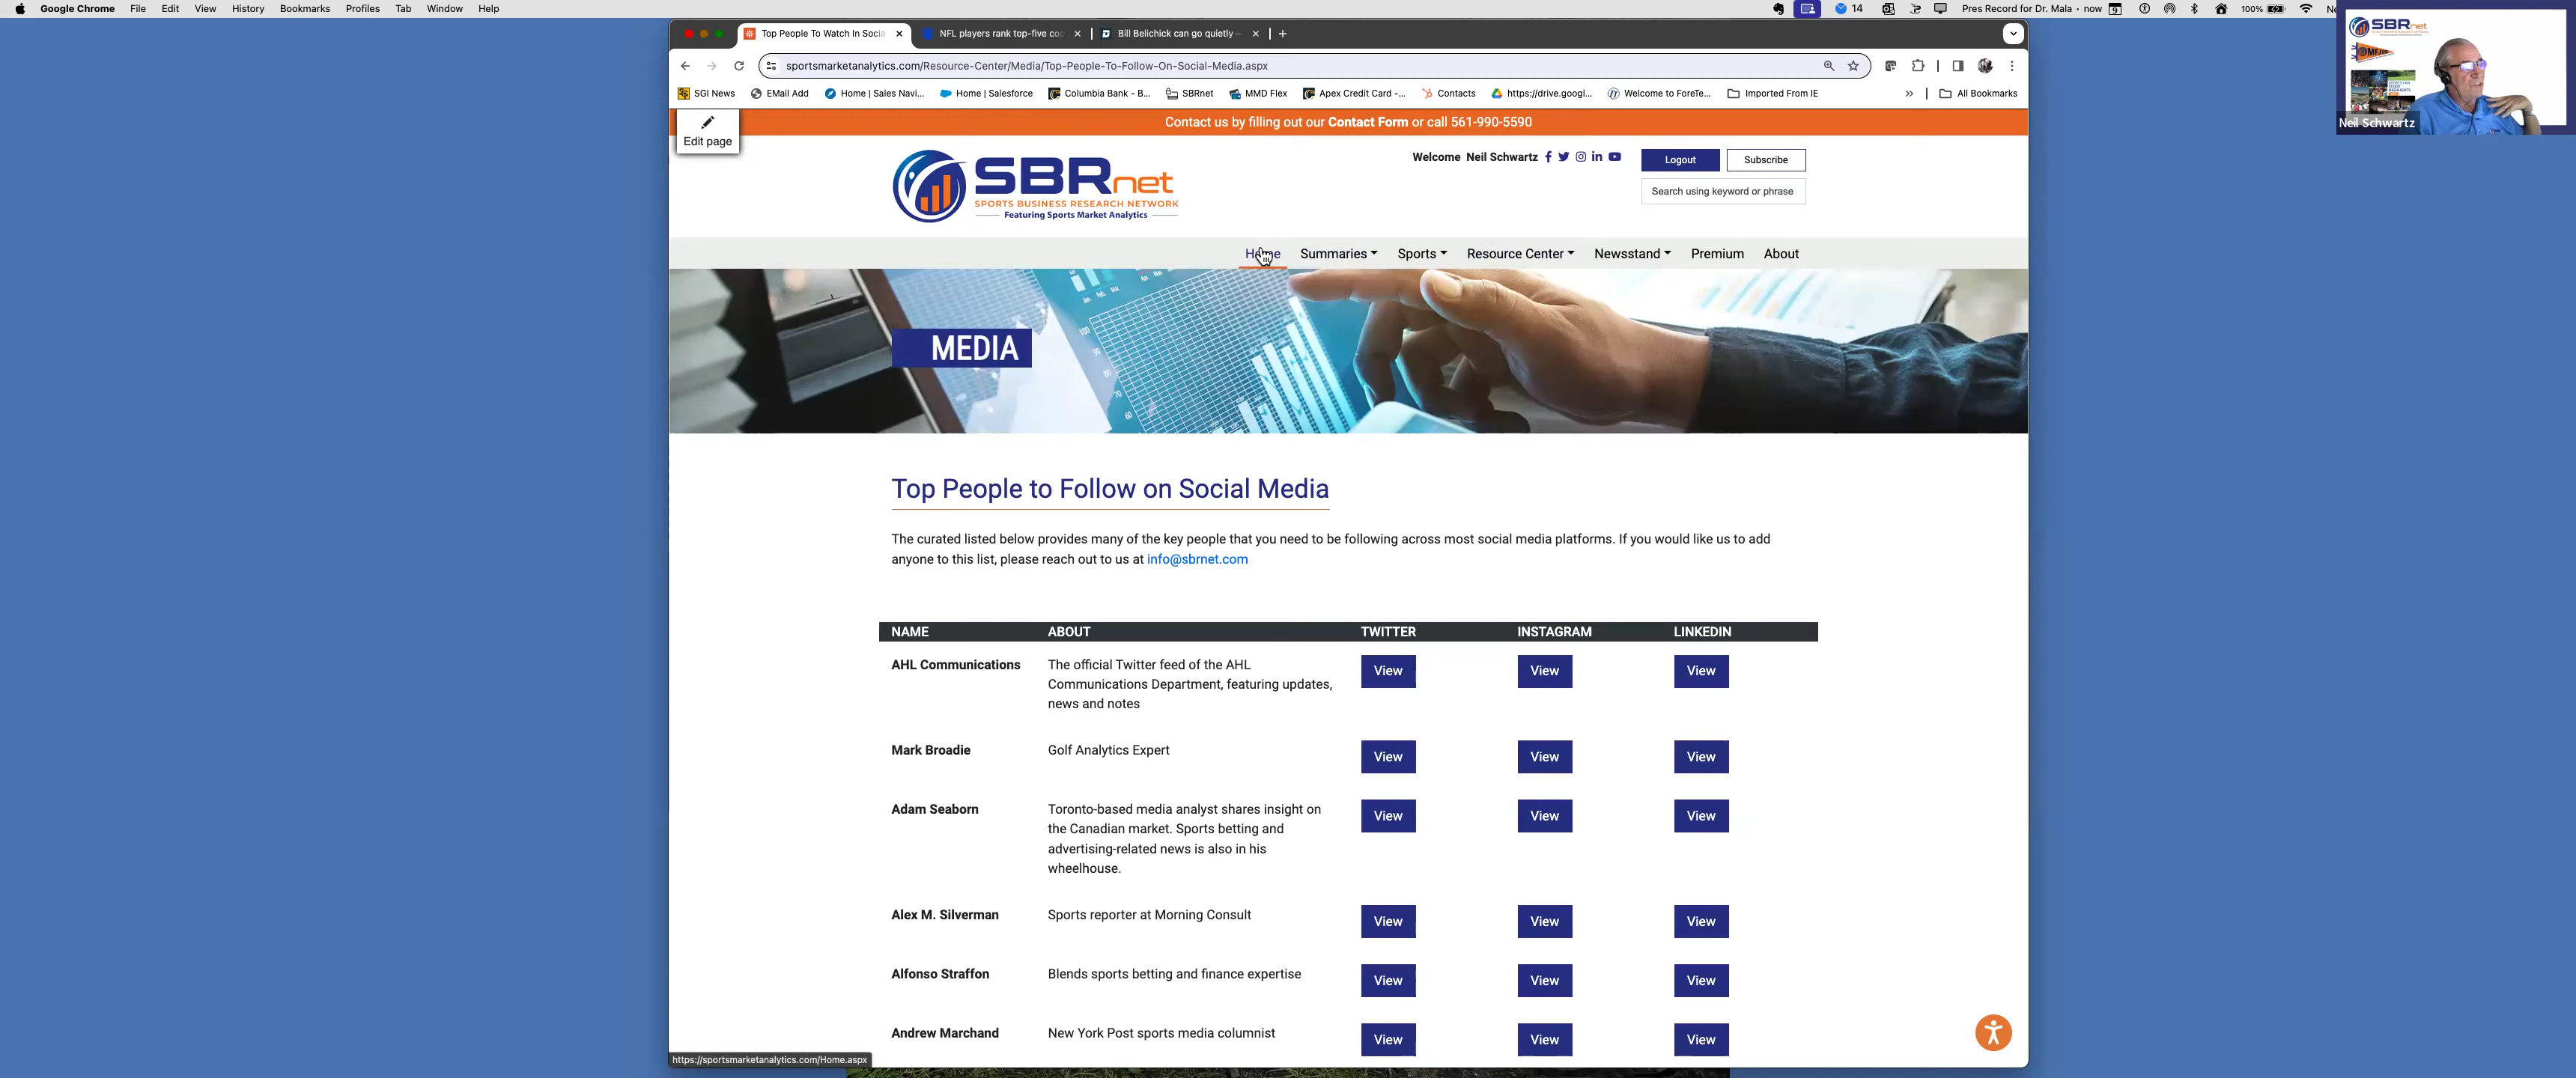 Google Chrome File Edit View History Bookmarks Profiles Tab Window Help
14 Pres Record for Dr. Mala · now 9 100%
Top People To Watch In Socia
NFL players rank top-five coa
Bill Belichick can go quietly –
sportsmarketanalytics.com/Resource-Center/Media/Top-People-To-Follow-On-Social-Media.aspx
SGI News EMail Add Home | Sales Navi... Home | Salesforce Columbia Bank - B... SBRnet MMD Flex Apex Credit Card -... Contacts https://drive.googl... Welcome to ForeTe... Imported From IE » All Bookmarks
Contact us by filling out our Contact Form or call 561-990-5590
Edit page
SBRnet
SPORTS BUSINESS RESEARCH NETWORK
Featuring Sports Market Analytics
Welcome Neil Schwartz
Logout Subscribe
Search using keyword or phrase
Home Summaries Sports Resource Center Newsstand Premium About
MEDIA
Top People to Follow on Social Media
The curated listed below provides many of the key people that you need to be following across most social media platforms. If you would like us to add
anyone to this list, please reach out to us at info@sbrnet.com
NAME ABOUT TWITTER INSTAGRAM LINKEDIN
AHL Communications The official Twitter feed of the AHL View View View
Communications Department, featuring updates,
news and notes
Mark Broadie Golf Analytics Expert View View View
Adam Seaborn Toronto-based media analyst shares insight on View View View
the Canadian market. Sports betting and
advertising-related news is also in his
wheelhouse.
Alex M. Silverman Sports reporter at Morning Consult View View View
Alfonso Straffon Blends sports betting and finance expertise View View View
Andrew Marchand New York Post sports media columnist View View View
https://sportsmarketanalytics.com/Home.aspx
SBRnet
Neil Schwartz